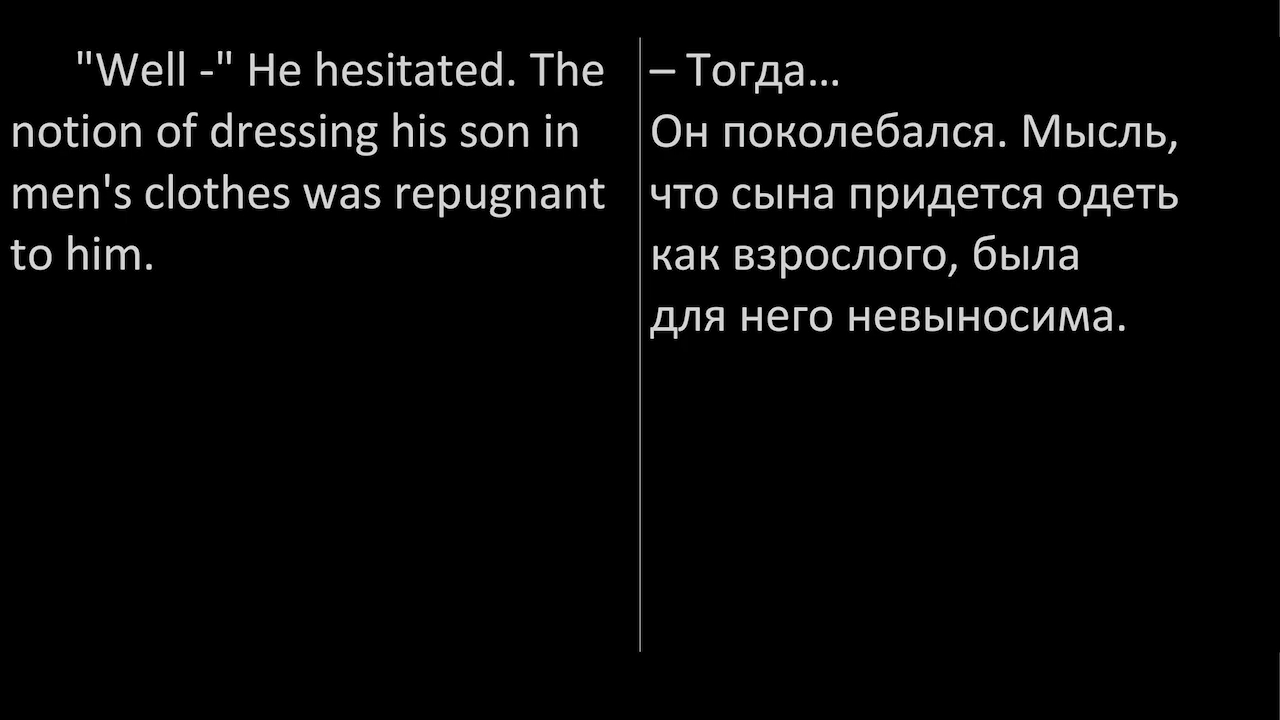 "Well -" He hesitated. The
notion of dressing his son in
men's clothes was repugnant
to him.
– Тогда...
Он поколебался. Мысль,
что сына придется одеть
как взрослого, была
для него невыносима.